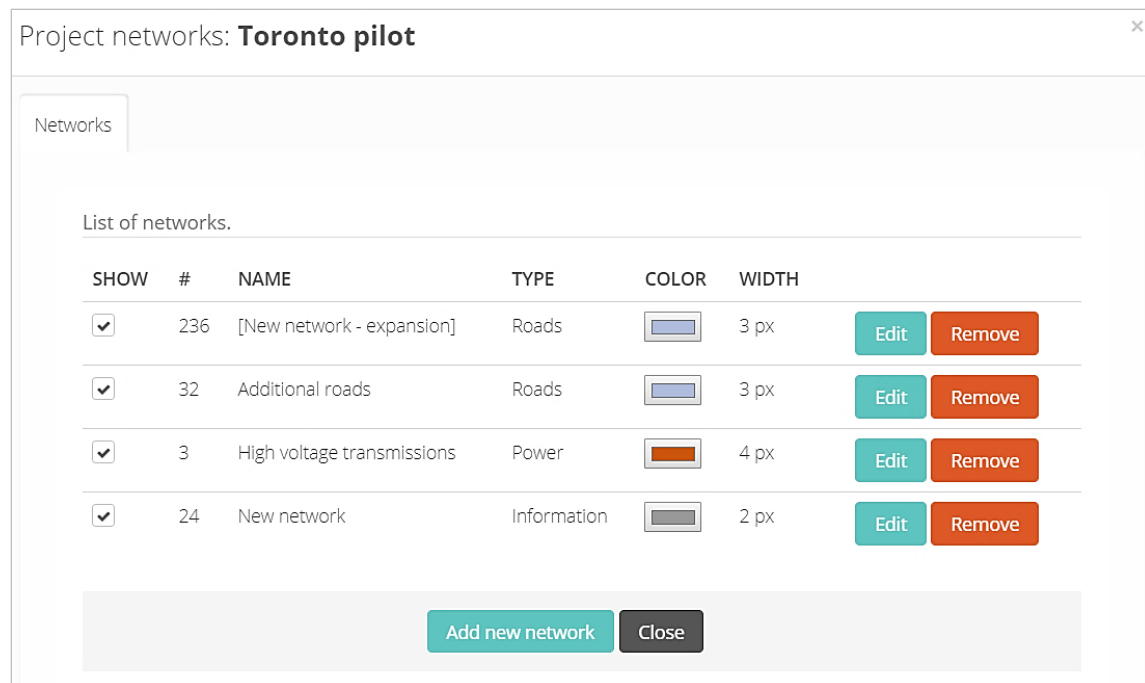 Project networks: Toronto pilot
×
Networks
List of networks.
SHOW # NAME TYPE COLOR WIDTH
236 [New network - expansion] Roads 3 px Edit Remove
32 Additional roads Roads 3 px Edit Remove
3 High voltage transmissions Power 4 px Edit Remove
24 New network Information 2 px Edit Remove
Add new network Close